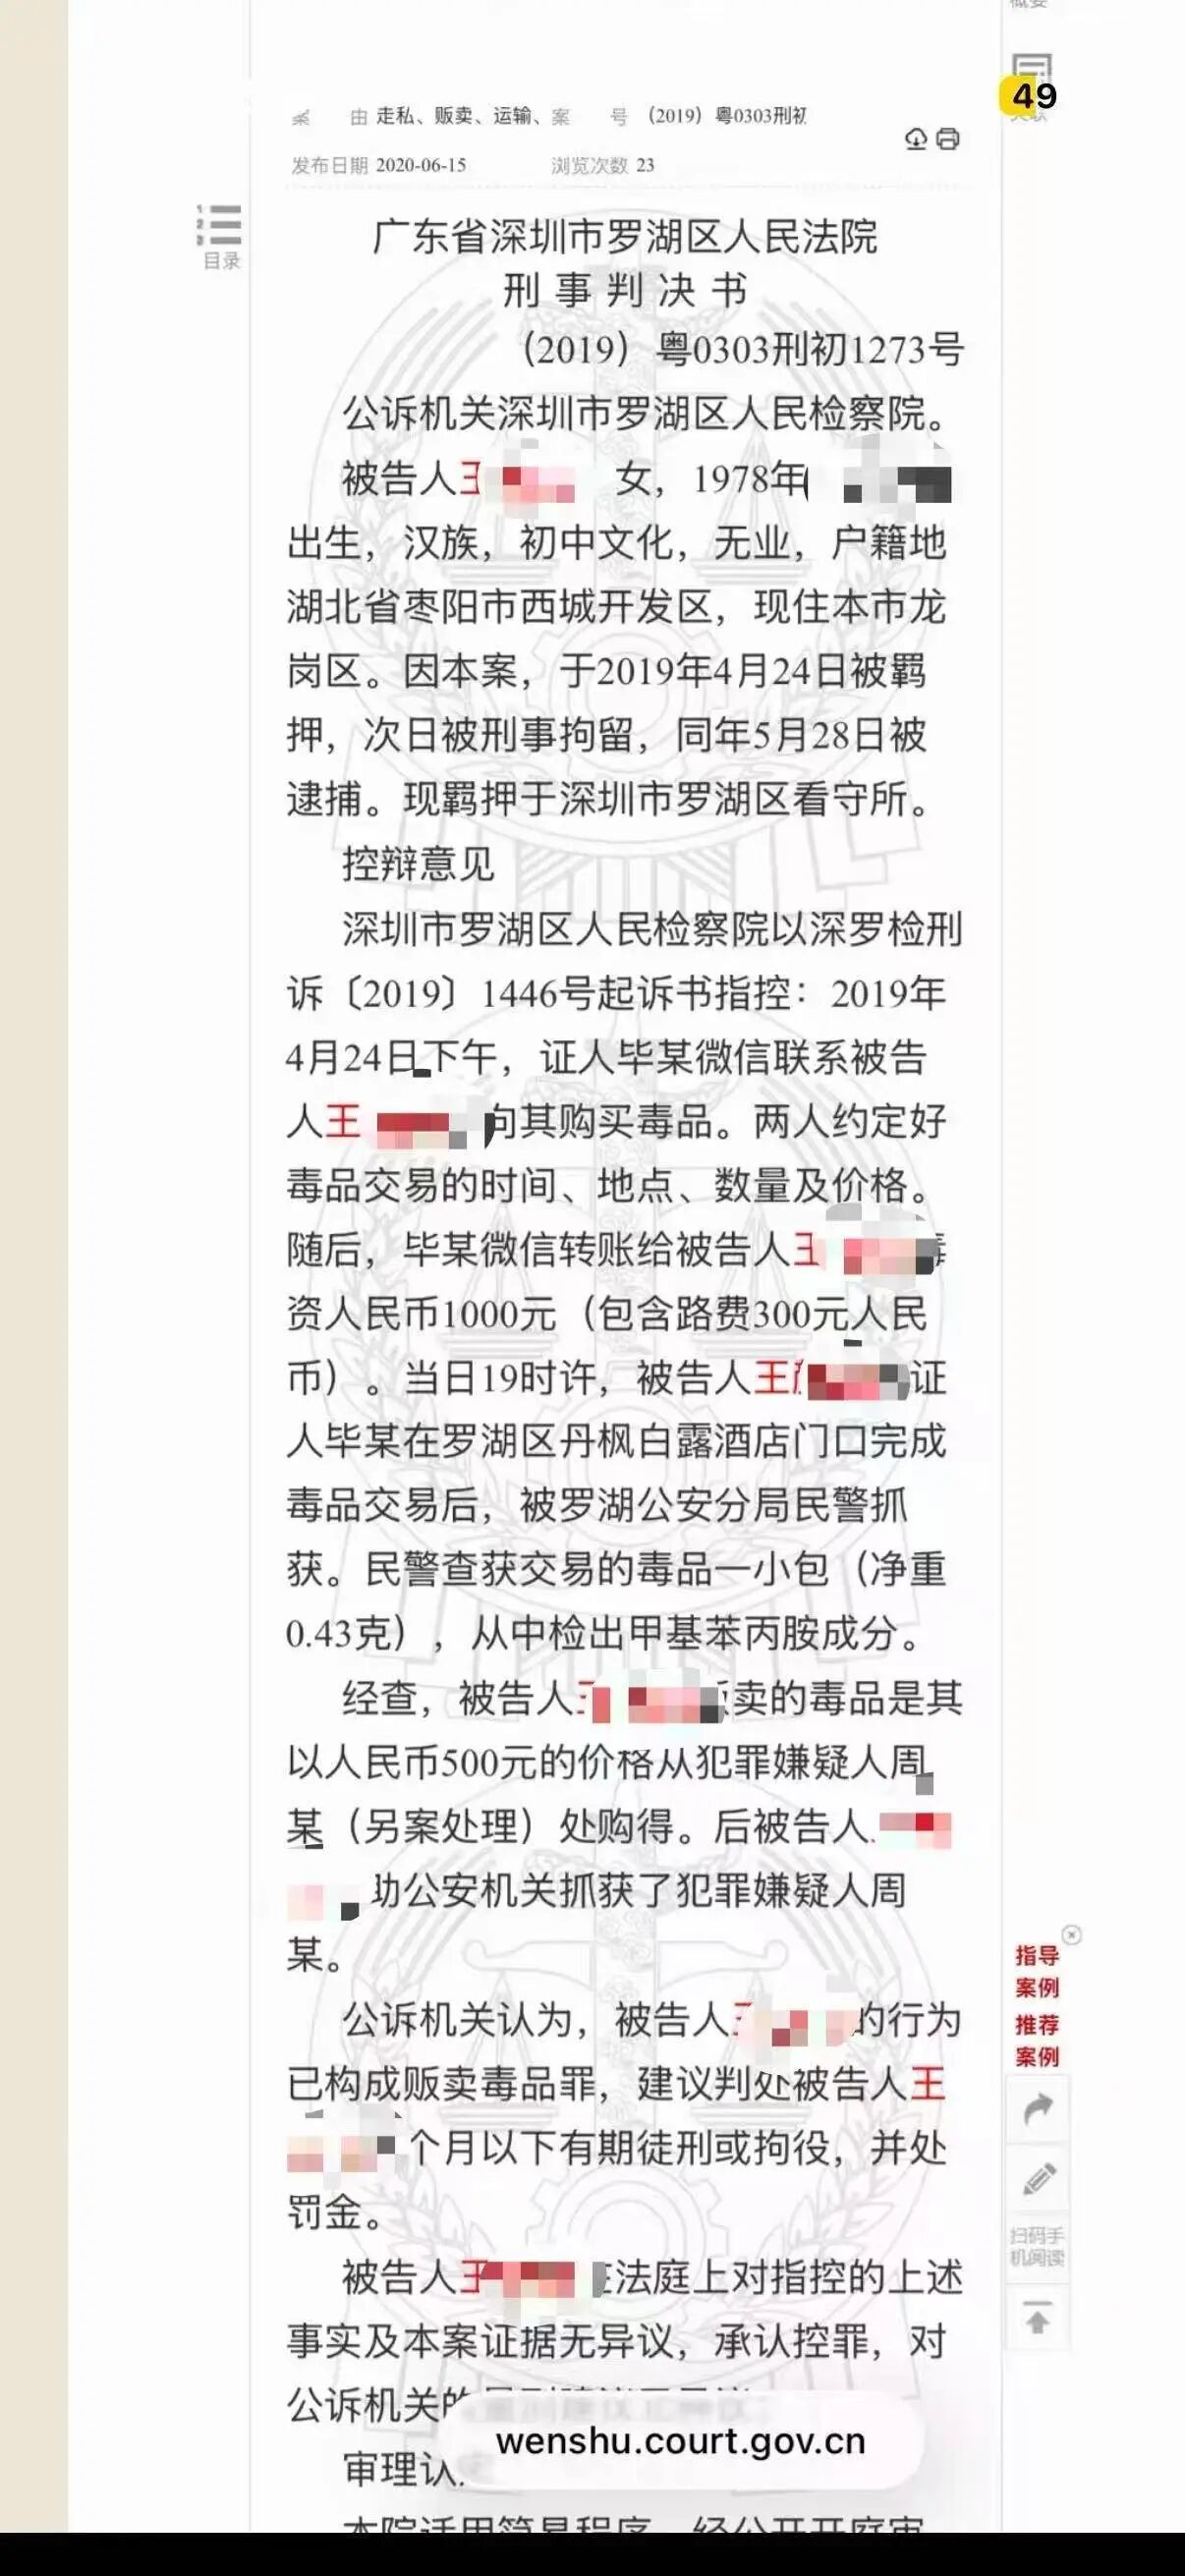 概要
49
案 由 走私、贩卖、运输、案 号 （2019）粤0303刑初
发布日期 2020-06-15 浏览次数 23
目录
广东省深圳市罗湖区人民法院
刑 事 判 决 书
（2019）粤0303刑初1273号
公诉机关深圳市罗湖区人民检察院。
被告人王 女，1978年
出生，汉族，初中文化，无业，户籍地
湖北省枣阳市西城开发区，现住本市龙
岗区。因本案，于2019年4月24日被羁
押，次日被刑事拘留，同年5月28日被
逮捕。现羁押于深圳市罗湖区看守所。
控辩意见
深圳市罗湖区人民检察院以深罗检刑
诉〔2019〕1446号起诉书指控：2019年
4月24日下午，证人毕某微信联系被告
人王 向其购买毒品。两人约定好
毒品交易的时间、地点、数量及价格。
随后，毕某微信转账给被告人王
资人民币1000元（包含路费300元人民
币）。当日19时许，被告人王 证
人毕某在罗湖区丹枫白露酒店门口完成
毒品交易后，被罗湖公安分局民警抓
获。民警查获交易的毒品一小包（净重
0.43克），从中检出甲基苯丙胺成分。
经查，被告人 卖的毒品是其
以人民币500元的价格从犯罪嫌疑人周
某（另案处理）处购得。后被告人
助公安机关抓获了犯罪嫌疑人周
某。
公诉机关认为，被告人 的行为
已构成贩卖毒品罪，建议判处被告人王
个月以下有期徒刑或拘役，并处
罚金。
被告人王 在法庭上对指控的上述
事实及本案证据无异议，承认控罪，对
公诉机关的
wenshu.court.gov.cn
审理认
本院适用简易程序，经公开开庭审
指导
案例
推荐
案例
扫码手
机阅读